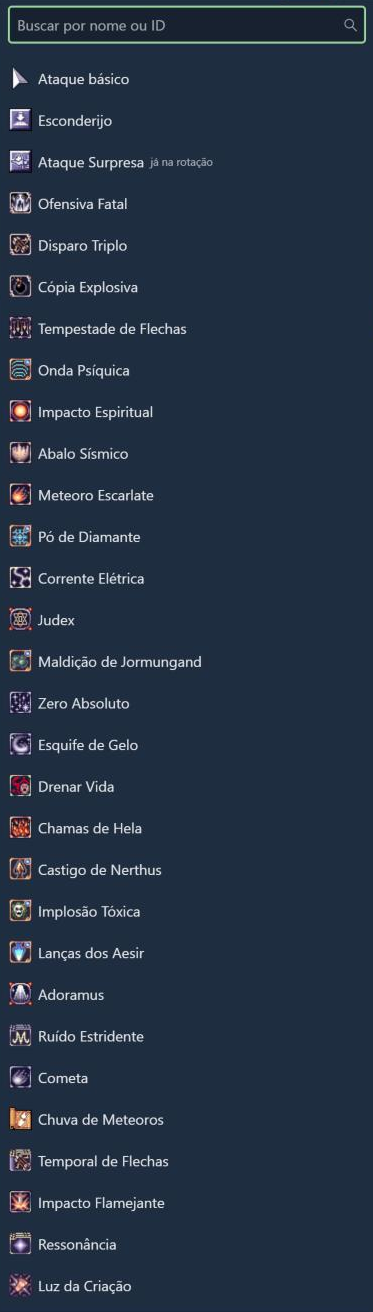 Buscar por nome ou ID
Ataque básico
Esconderijo
Ataque Surpresa já na rotação
Ofensiva Fatal
Disparo Triplo
Cópia Explosiva
Tempestade de Flechas
Onda Psíquica
Impacto Espiritual
Abalo Sísmico
Meteoro Escarlate
Pó de Diamante
Corrente Elétrica
Judex
Maldição de Jormungand
Zero Absoluto
Esquife de Gelo
Drenar Vida
Chamas de Hela
Castigo de Nerthus
Implosão Tóxica
Lanças dos Aesir
Adoramus
Ruído Estridente
Cometa
Chuva de Meteoros
Temporal de Flechas
Impacto Flamejante
Ressonância
Luz da Criação